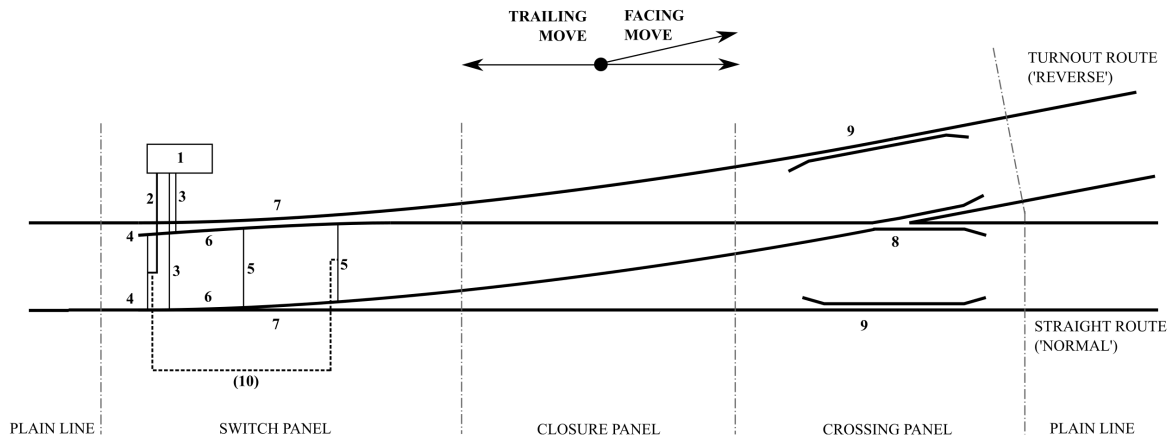 TRAILING MOVE
FACING MOVE
TURNOUT ROUTE
('REVERSE')
9
1
2
3
7
4
6
8
3
5
5
4
6
7
9
STRAIGHT ROUTE
('NORMAL')
(10)
PLAIN LINE
SWITCH PANEL
CLOSURE PANEL
CROSSING PANEL
PLAIN LINE